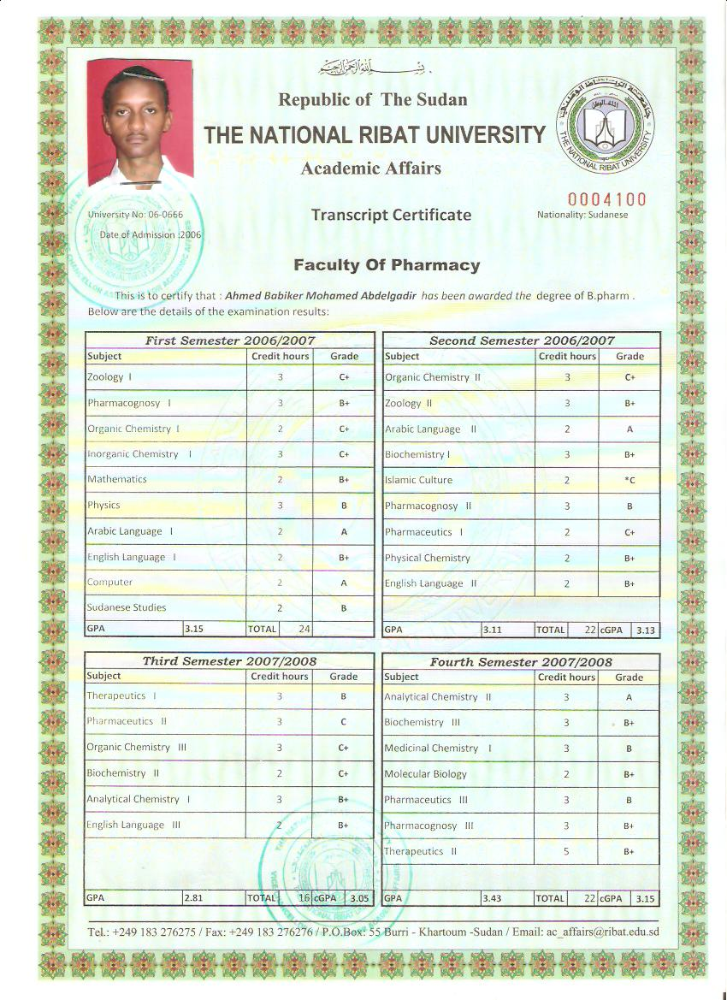 بسم الله الرحمن الرحيم
Republic of The Sudan
THE NATIONAL RIBAT UNIVERSITY
Academic Affairs
THE NATIONAL RIBAT UNIVERSITY
0004100
University No: 06-0666
Transcript Certificate
Nationality: Sudanese
Date of Admission :2006
Faculty Of Pharmacy
This is to certify that : Ahmed Babiker Mohamed Abdelgadir has been awarded the degree of B.pharm .
Below are the details of the examination results:
First Semester 2006/2007
Subject Credit hours Grade
Zoology I 3 C+
Pharmacognosy I 3 B+
Organic Chemistry I 2 C+
Inorganic Chemistry I 3 C+
Mathematics 2 B+
Physics 3 B
Arabic Language I 2 A
English Language I 2 B+
Computer 2 A
Sudanese Studies 2 B
GPA 3.15 TOTAL 24
Second Semester 2006/2007
Subject Credit hours Grade
Organic Chemistry II 3 C+
Zoology II 3 B+
Arabic Language II 2 A
Biochemistry I 3 B+
Islamic Culture 2 *C
Pharmacognosy II 3 B
Pharmaceutics I 2 C+
Physical Chemistry 2 B+
English Language II 2 B+
GPA 3.11 TOTAL 22 cGPA 3.13
Third Semester 2007/2008
Subject Credit hours Grade
Therapeutics I 3 B
Pharmaceutics II 3 C
Organic Chemistry III 3 C+
Biochemistry II 2 C+
Analytical Chemistry I 3 B+
English Language III 2 B+
GPA 2.81 TOTAL 16 cGPA 3.05
Fourth Semester 2007/2008
Subject Credit hours Grade
Analytical Chemistry II 3 A
Biochemistry III 3 B+
Medicinal Chemistry I 3 B
Molecular Biology 2 B+
Pharmaceutics III 3 B
Pharmacognosy III 3 B+
Therapeutics II 5 B+
GPA 3.43 TOTAL 22 cGPA 3.15
Tel.: +249 183 276275 / Fax: +249 183 276276 / P.O.Box: 55 Burri - Khartoum -Sudan / Email: ac_affairs@ribat.edu.sd